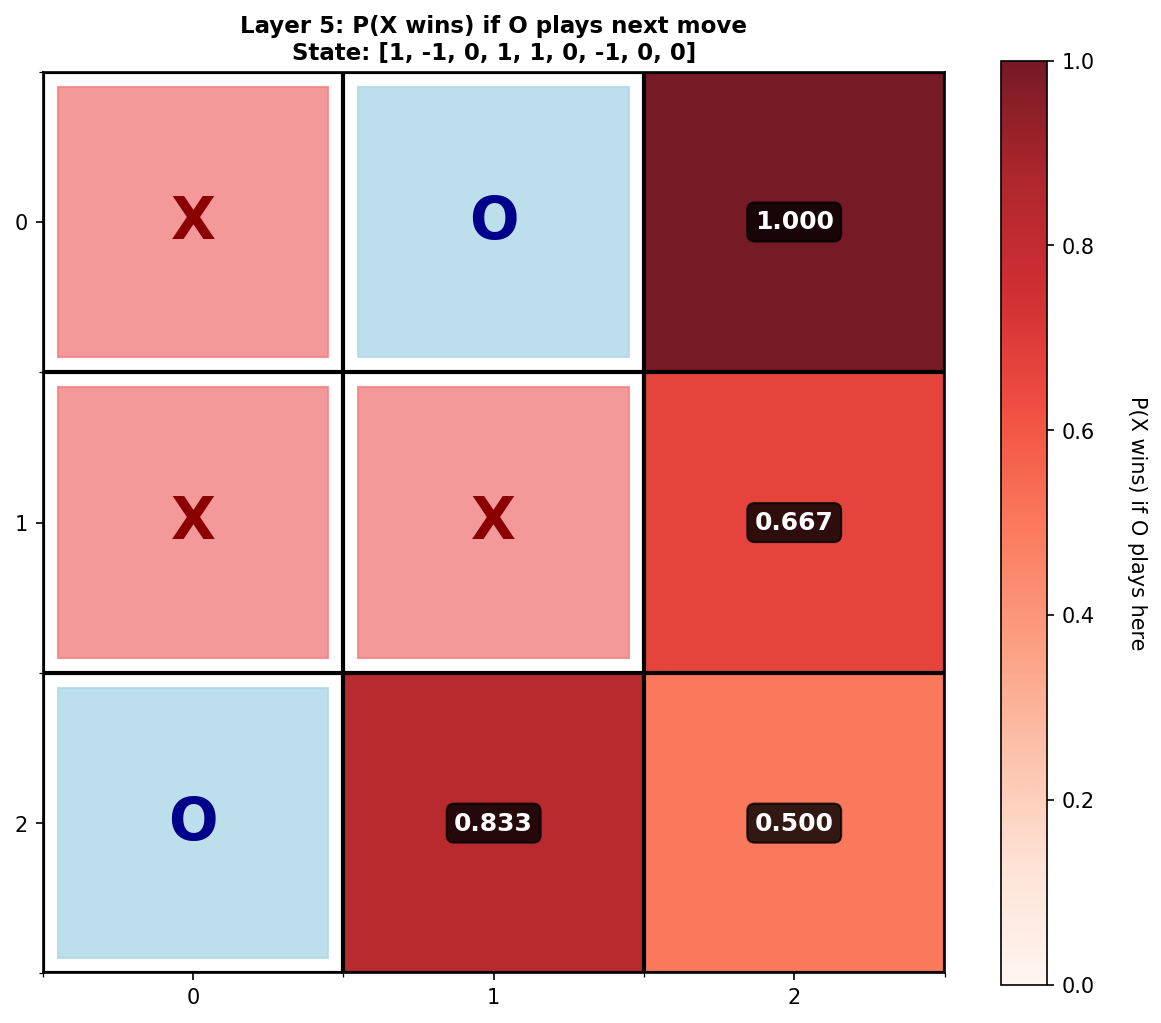 Layer 5: P(X wins) if O plays next move
State: [1, -1, 0, 1, 1, 0, -1, 0, 0]
0
X
O
1.000
1
X
X
0.667
2
O
0.833
0.500
0
1
2
1.0
0.8
0.6
0.4
0.2
0.0
P(X wins) if O plays here